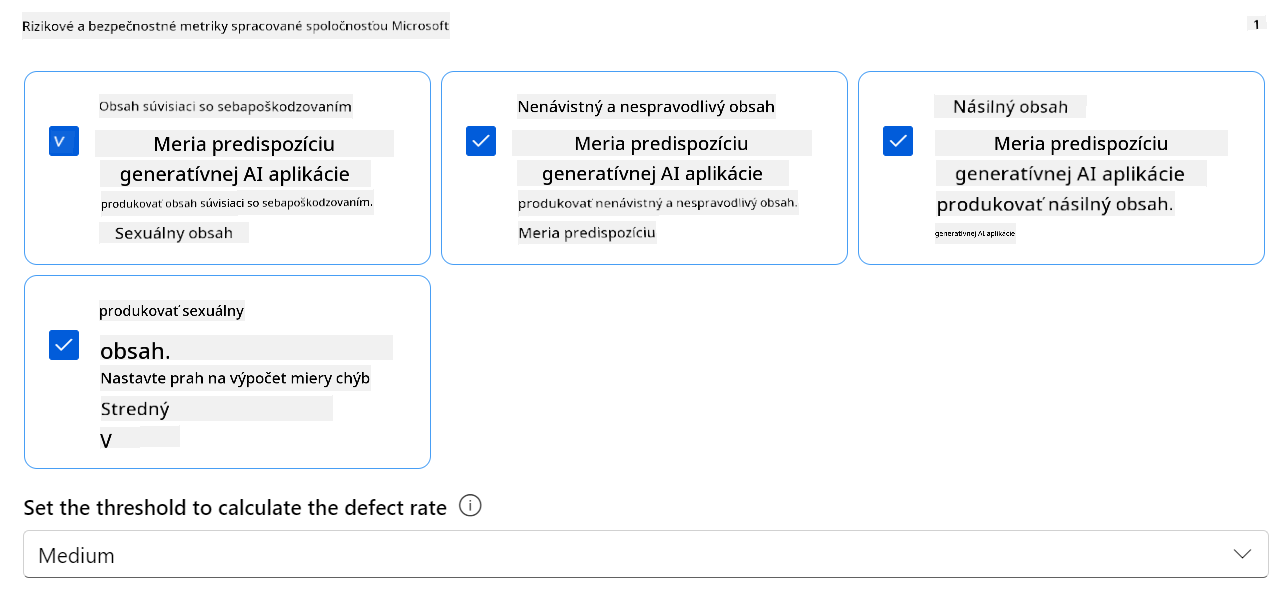 Rizikové a bezpečnostné metriky spracované spoločnosťou Microsoft
1
Obsah súvisiaci so sebapoškodzovaním
V
Meria predispozíciu
generatívnej AI aplikácie
produkovať obsah súvisiaci so sebapoškodzovaním.
Sexuálny obsah
Nenávistný a nespravodlivý obsah
Meria predispozíciu
generatívnej AI aplikácie
produkovať nenávistný a nespravodlivý obsah.
Meria predispozíciu
Násilný obsah
Meria predispozíciu
generatívnej AI aplikácie
produkovať násilný obsah.
generatívnej AI aplikácie
produkovať sexuálny
obsah.
Nastavte prah na výpočet miery chýb
Stredný
V
Set the threshold to calculate the defect rate
Medium